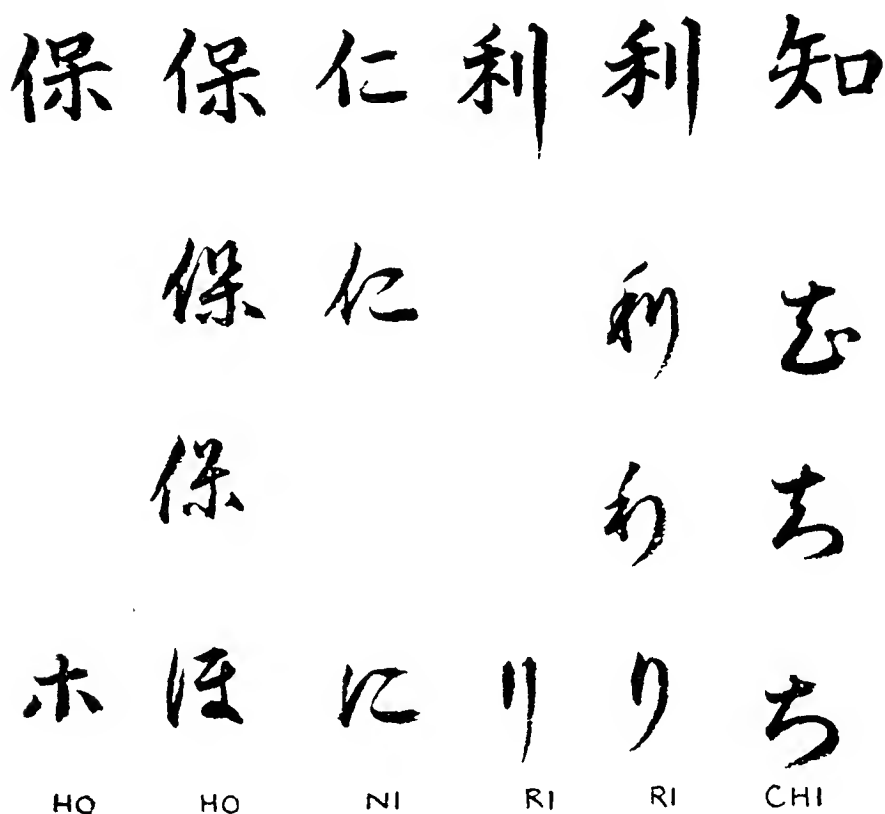 保 保 仁 利 利 知
保 仁 利 知
保 利 ち
ホ ほ に リ り ち
HO HO NI RI RI CHI